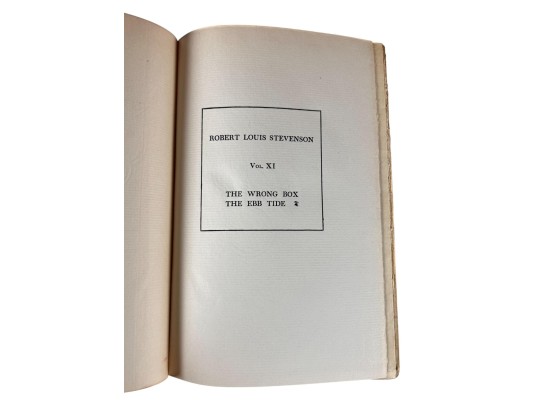 ROBERT LOUIS STEVENSON
VOL. XI
THE WRONG BOX
THE EBB TIDE